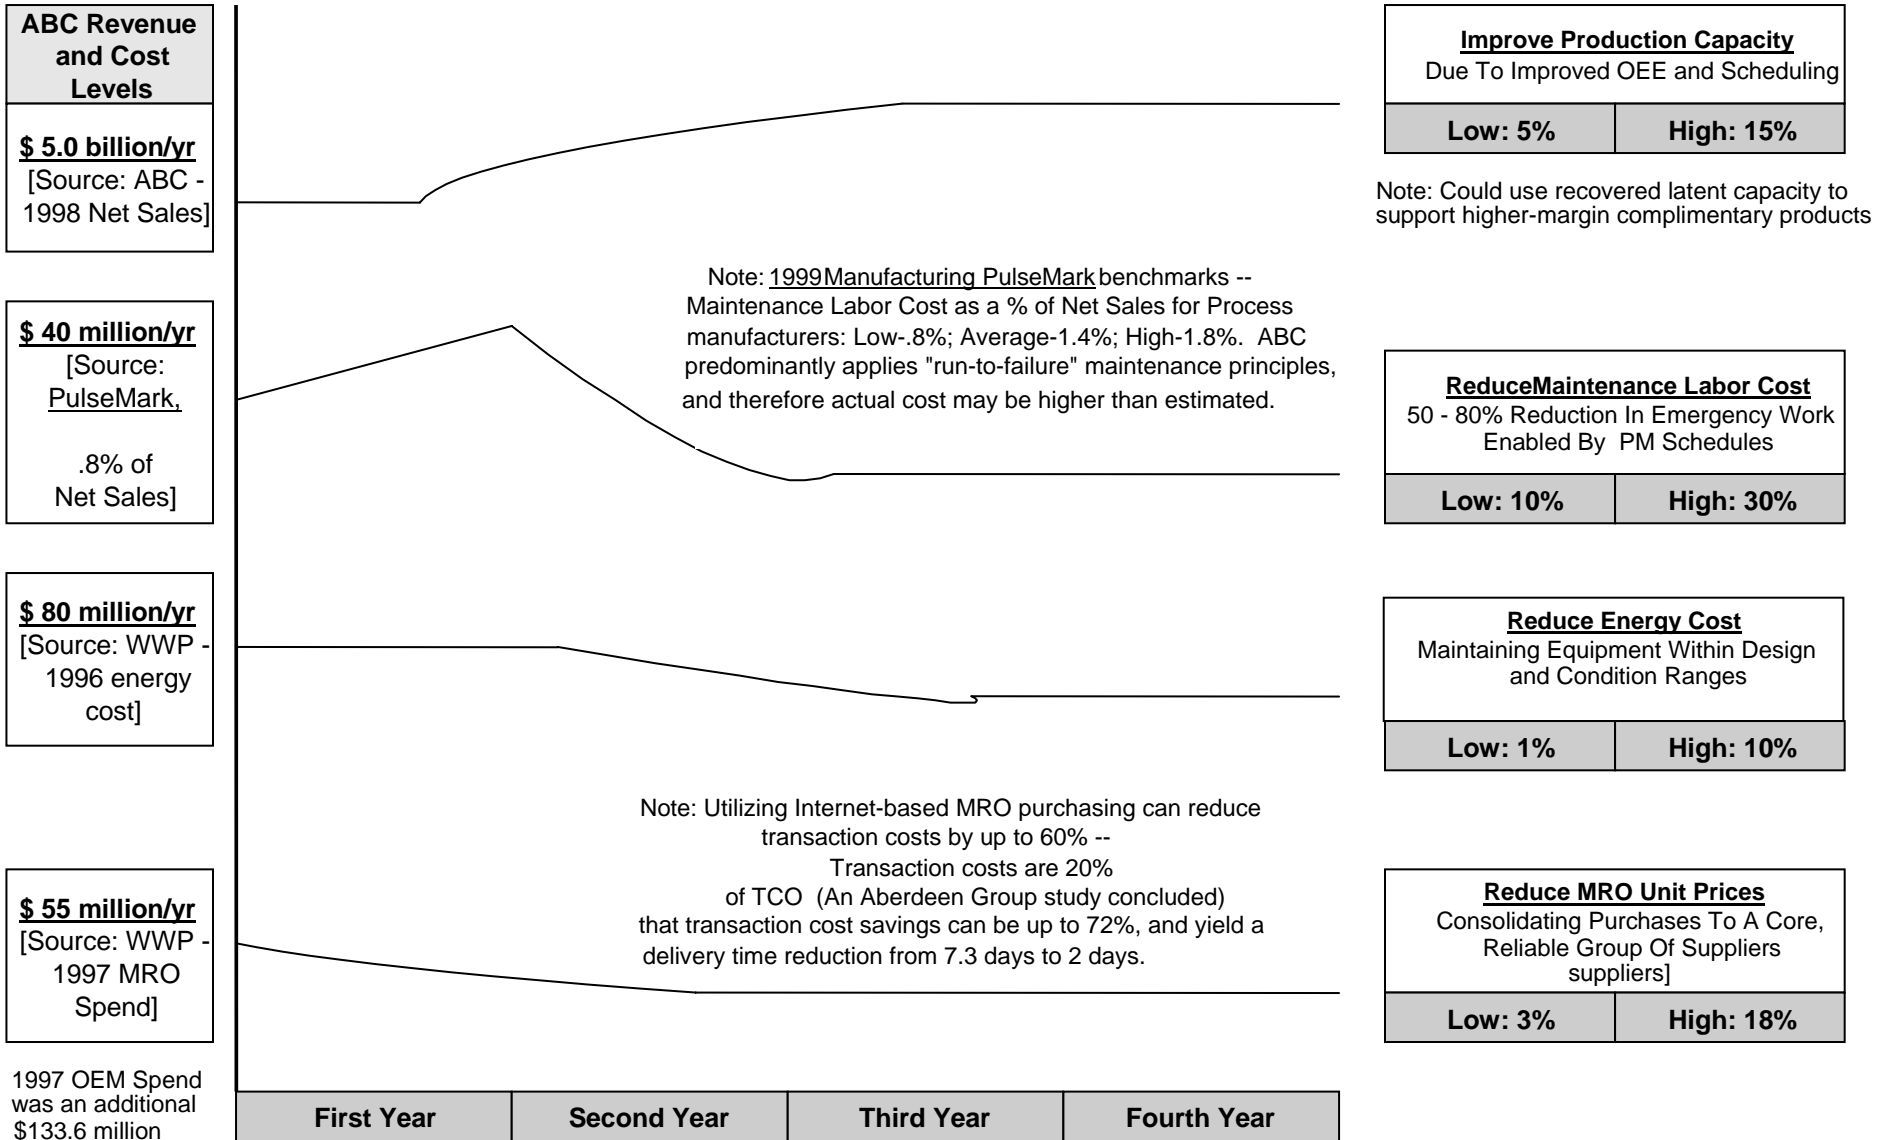 ABC Revenue
and Cost
Levels
$ 5.0 billion/yr
[Source: ABC -
1998 Net Sales]
$ 40 million/yr
[Source:
PulseMark,
.8% of
Net Sales]
$ 80 million/yr
[Source: WWP -
1996 energy
cost]
$ 55 million/yr
[Source: WWP -
1997 MRO
Spend]
1997 OEM Spend
was an additional
$133.6 million
Note: 1999Manufacturing PulseMark benchmarks --
Maintenance Labor Cost as a % of Net Sales for Process
manufacturers: Low-.8%; Average-1.4%; High-1.8%. ABC
predominantly applies "run-to-failure" maintenance principles,
and therefore actual cost may be higher than estimated.
Note: Utilizing Internet-based MRO purchasing can reduce
transaction costs by up to 60% --
Transaction costs are 20%
of TCO (An Aberdeen Group study concluded)
that transaction cost savings can be up to 72%, and yield a
delivery time reduction from 7.3 days to 2 days.
First Year Second Year Third Year Fourth Year
Improve Production Capacity
Due To Improved OEE and Scheduling
Low: 5% High: 15%
Note: Could use recovered latent capacity to
support higher-margin complimentary products
ReduceMaintenance Labor Cost
50 - 80% Reduction In Emergency Work
Enabled By PM Schedules
Low: 10% High: 30%
Reduce Energy Cost
Maintaining Equipment Within Design
and Condition Ranges
Low: 1% High: 10%
Reduce MRO Unit Prices
Consolidating Purchases To A Core,
Reliable Group Of Suppliers
suppliers]
Low: 3% High: 18%